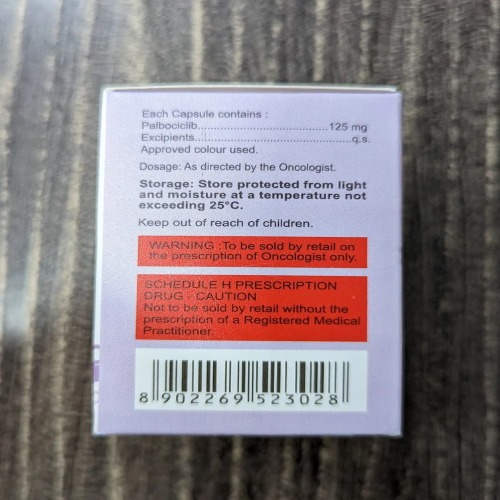 Each Capsule contains :
Palbociclib..............................125 mg
Excipients....................................q.s.
Approved colour used.
Dosage: As directed by the Oncologist.
Storage: Store protected from light
and moisture at a temperature not
exceeding 25°C.
Keep out of reach of children.
WARNING :To be sold by retail on
the prescription of Oncologist only.
SCHEDULE H PRESCRIPTION
DRUG : CAUTION
Not to be sold by retail without the
prescription of a Registered Medical
Practitioner.
8 902269 523028